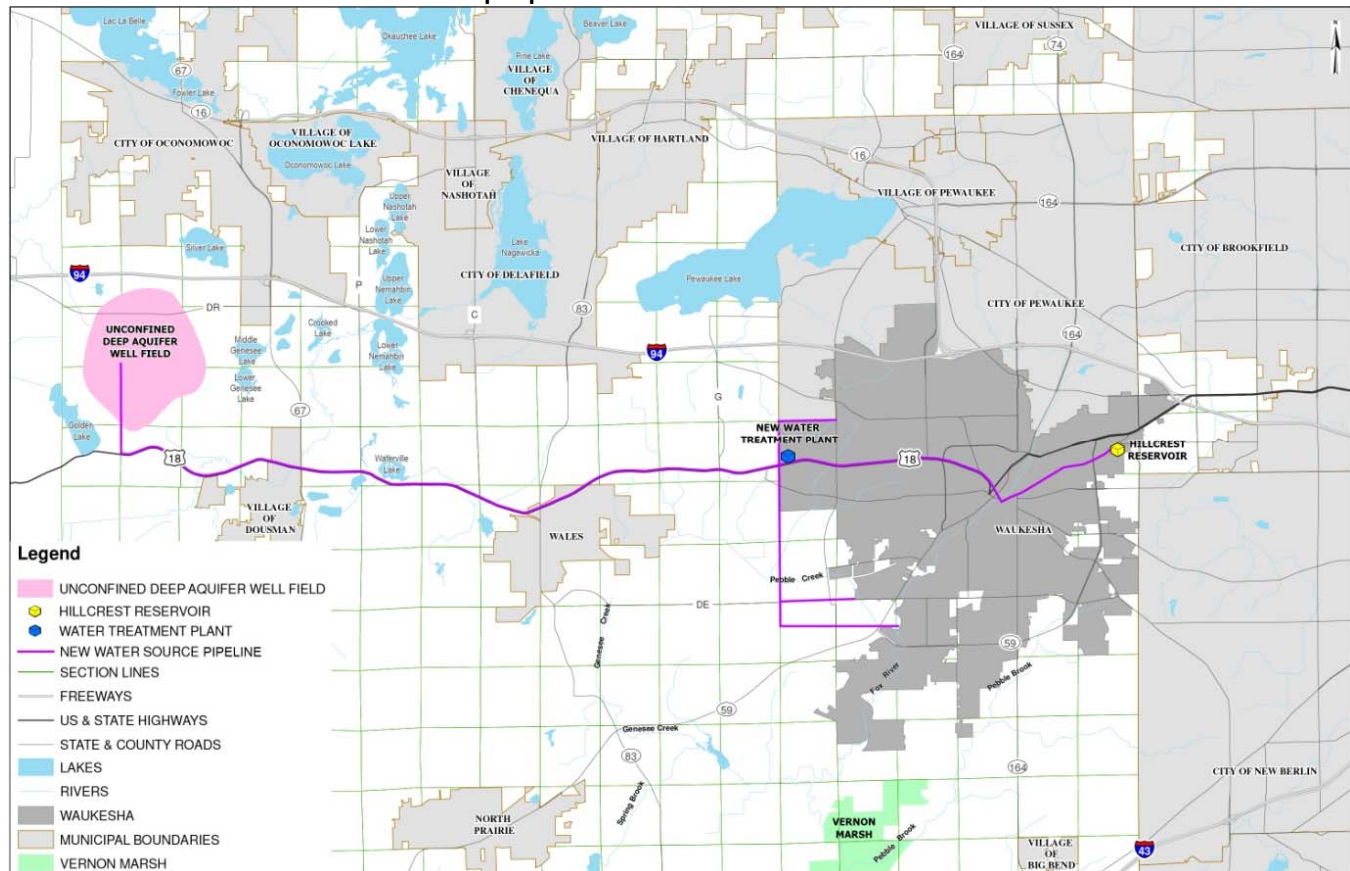 Lac La Belle
Okauchee Lake
Beaver Lake
VILLAGE OF SUSSEX
164
74
N
67
Pine Lake
VILLAGE
OF
CHENEQUA
Fowler Lake
16
CITY OF OCONOMOWOC
VILLAGE OF
OCONOMOWOC LAKE
Oconomowoc Lake
VILLAGE OF HARTLAND
16
VILLAGE
OF
NASHOTAH
Upper
Nashotah
Lake
Lower
Nashotah
Lake
VILLAGE OF PEWAUKEE
164
Silver Lake
Lake
Nagawicka
CITY OF DELAFIELD
CITY OF BROOKFIELD
94
Upper
Nemahbin
Lake
Pewaukee Lake
P
C
83
CITY OF PEWAUKEE
DR
UNCONFINED
DEEP AQUIFER
WELL FIELD
Crooked
Lake
Middle
Genesee
Lake
Lower
Nemahbin
Lake
164
94
Lower
Genesee
Lake
67
G
Golden
Lake
NEW WATER
TREATMENT PLANT
HILLCREST
RESERVOIR
18
Waterville
Lake
18
VILLAGE
OF
DOUSMAN
WALES
WAUKESHA
Pebble Creek
DE
Genesee Creek
59
Fox River
Pebble Brook
59
Genesee Creek
83
164
Spring Brook
CITY OF NEW BERLIN
NORTH
PRAIRIE
VERNON
MARSH
Pebble Brook
VILLAGE
OF
BIG BEND
43
Legend
UNCONFINED DEEP AQUIFER WELL FIELD
HILLCREST RESERVOIR
WATER TREATMENT PLANT
NEW WATER SOURCE PIPELINE
SECTION LINES
FREEWAYS
US & STATE HIGHWAYS
STATE & COUNTY ROADS
LAKES
RIVERS
WAUKESHA
MUNICIPAL BOUNDARIES
VERNON MARSH